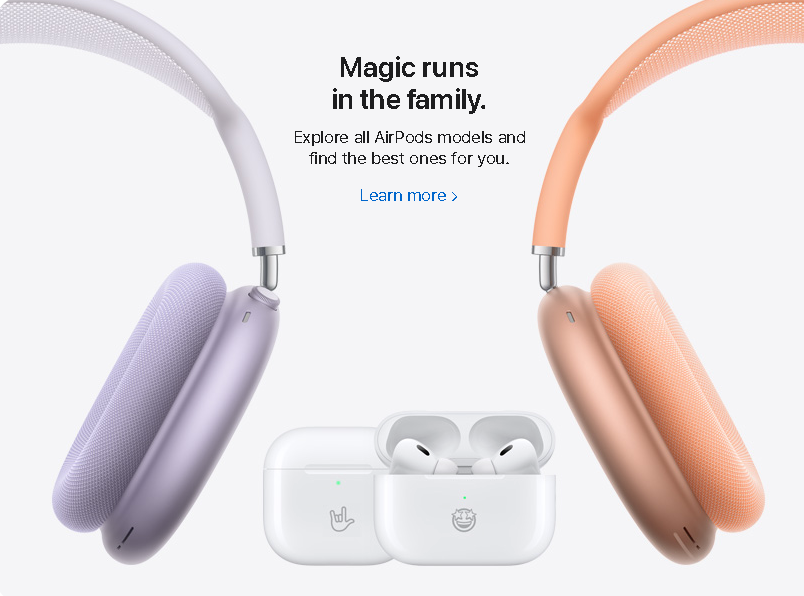 Magic runs
in the family.
Explore all AirPods models and
find the best ones for you.
Learn more >